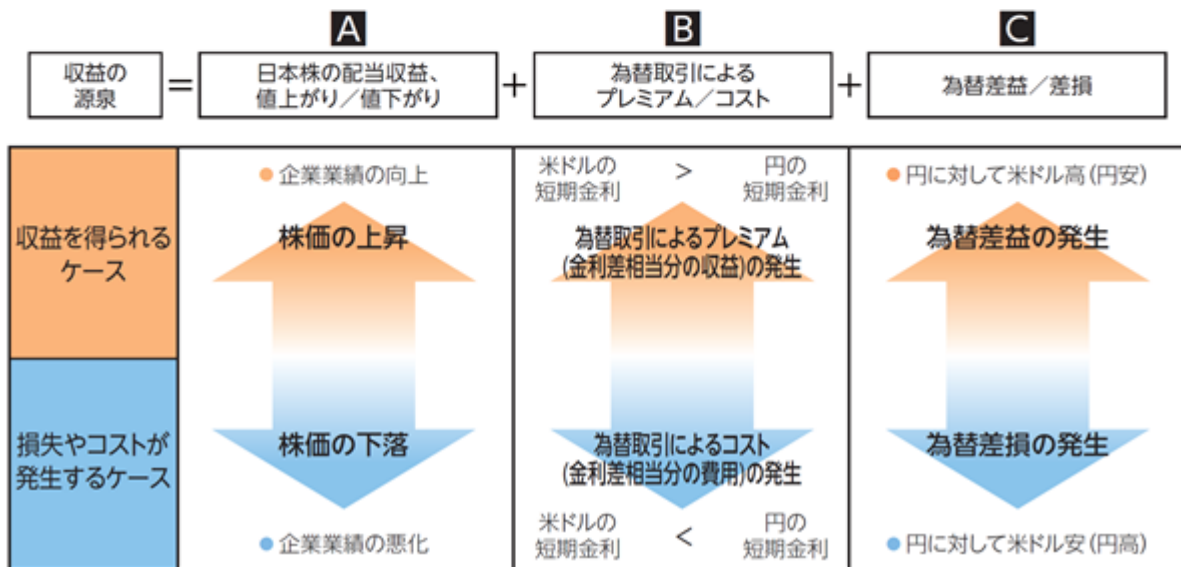 A
B
C
収益の
源泉
=
日本株の配当収益、
値上がり／値下がり
+
為替取引による
プレミアム／コスト
+
為替差益／差損
収益を得られる
ケース
●企業業績の向上
株価の上昇
米ドルの
短期金利
>
円の
短期金利
為替取引によるプレミアム
(金利差相当分の収益)の発生
●円に対して米ドル高(円安)
為替差益の発生
損失やコストが
発生するケース
株価の下落
●企業業績の悪化
為替取引によるコスト
(金利差相当分の費用)の発生
米ドルの
短期金利
<
円の
短期金利
為替差損の発生
●円に対して米ドル安(円高)